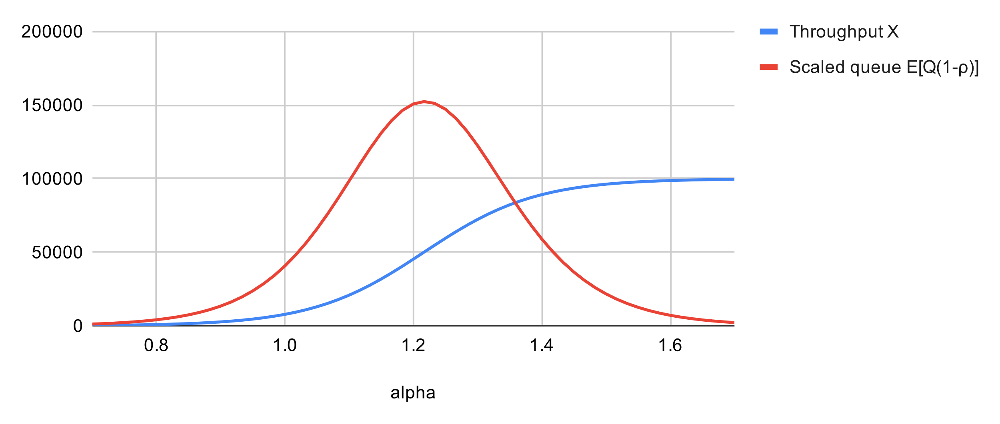 200000
150000
100000
50000
0
0.8 1.0 1.2 1.4 1.6
alpha
Throughput X
Scaled queue E[Q(1-ρ)]